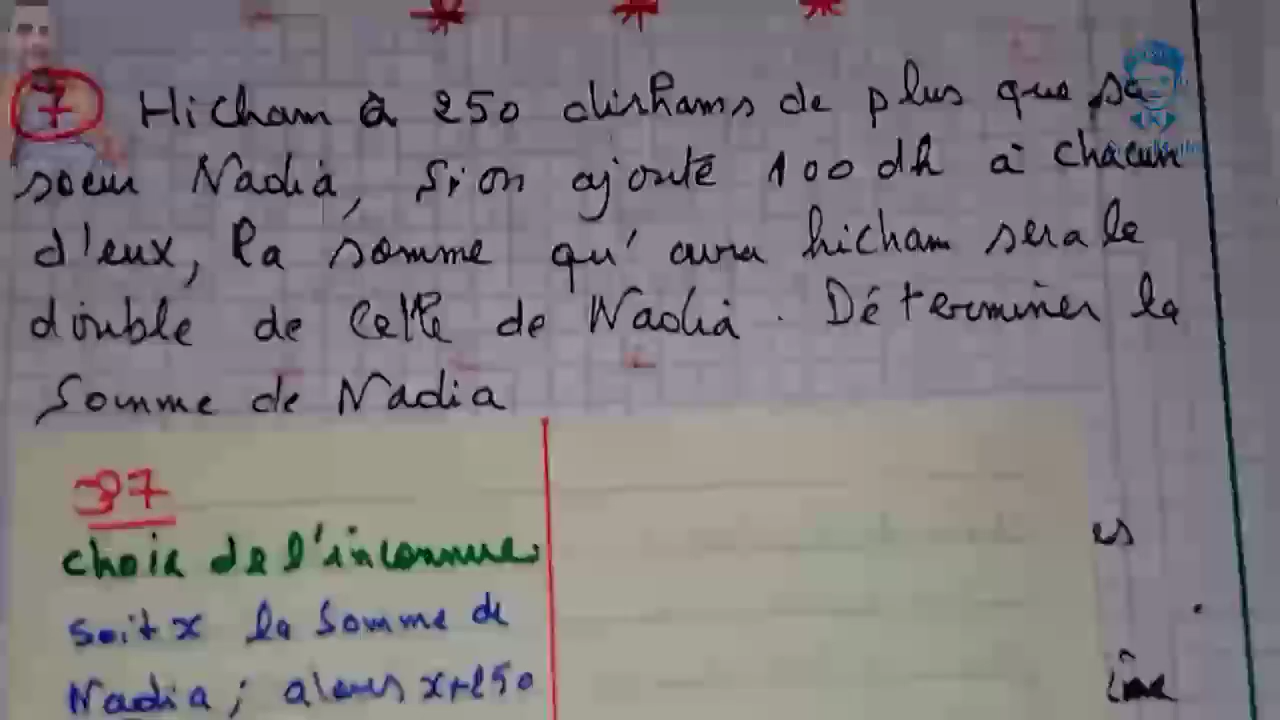 7 Hicham à 250 dirhams de plus que sa
soeur Nadia, Si on ajoute 100 dh à chacun
d'eux, la somme qu'aura hicham sera le
double de celle de Nadia. Déterminer la
Somme de Nadia
97
choix de l'inconnue
soit x la somme de
Nadia; alors x+250
es